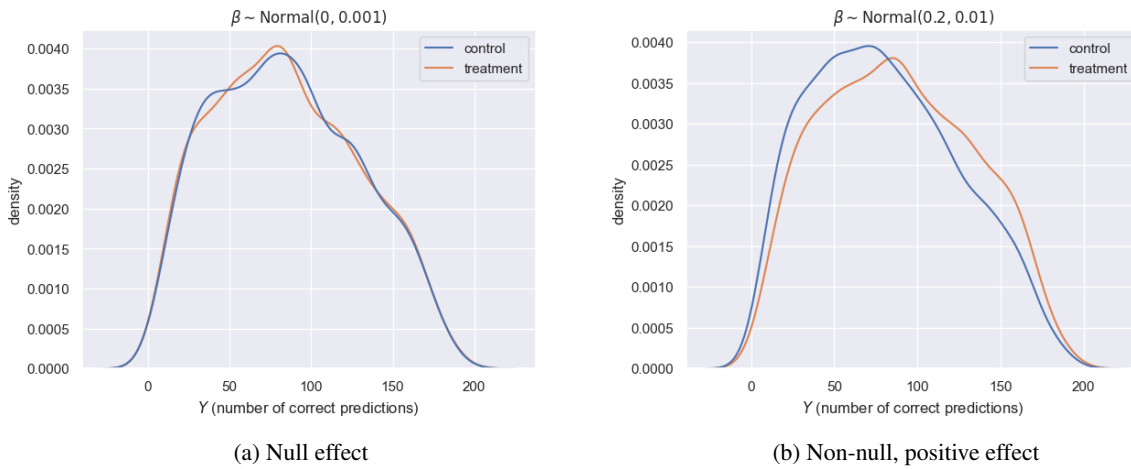 β ~ Normal(0, 0.001)
control
treatment
0.0040
0.0035
0.0030
0.0025
0.0020
0.0015
0.0010
0.0005
0.0000
density
0 50 100 150 200
Y (number of correct predictions)
(a) Null effect
β ~ Normal(0.2, 0.01)
control
treatment
0.0040
0.0035
0.0030
0.0025
0.0020
0.0015
0.0010
0.0005
0.0000
density
0 50 100 150 200
Y (number of correct predictions)
(b) Non-null, positive effect